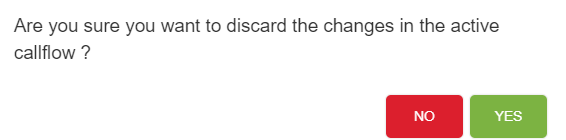 Are you sure you want to discard the changes in the active
callflow ?
NO YES